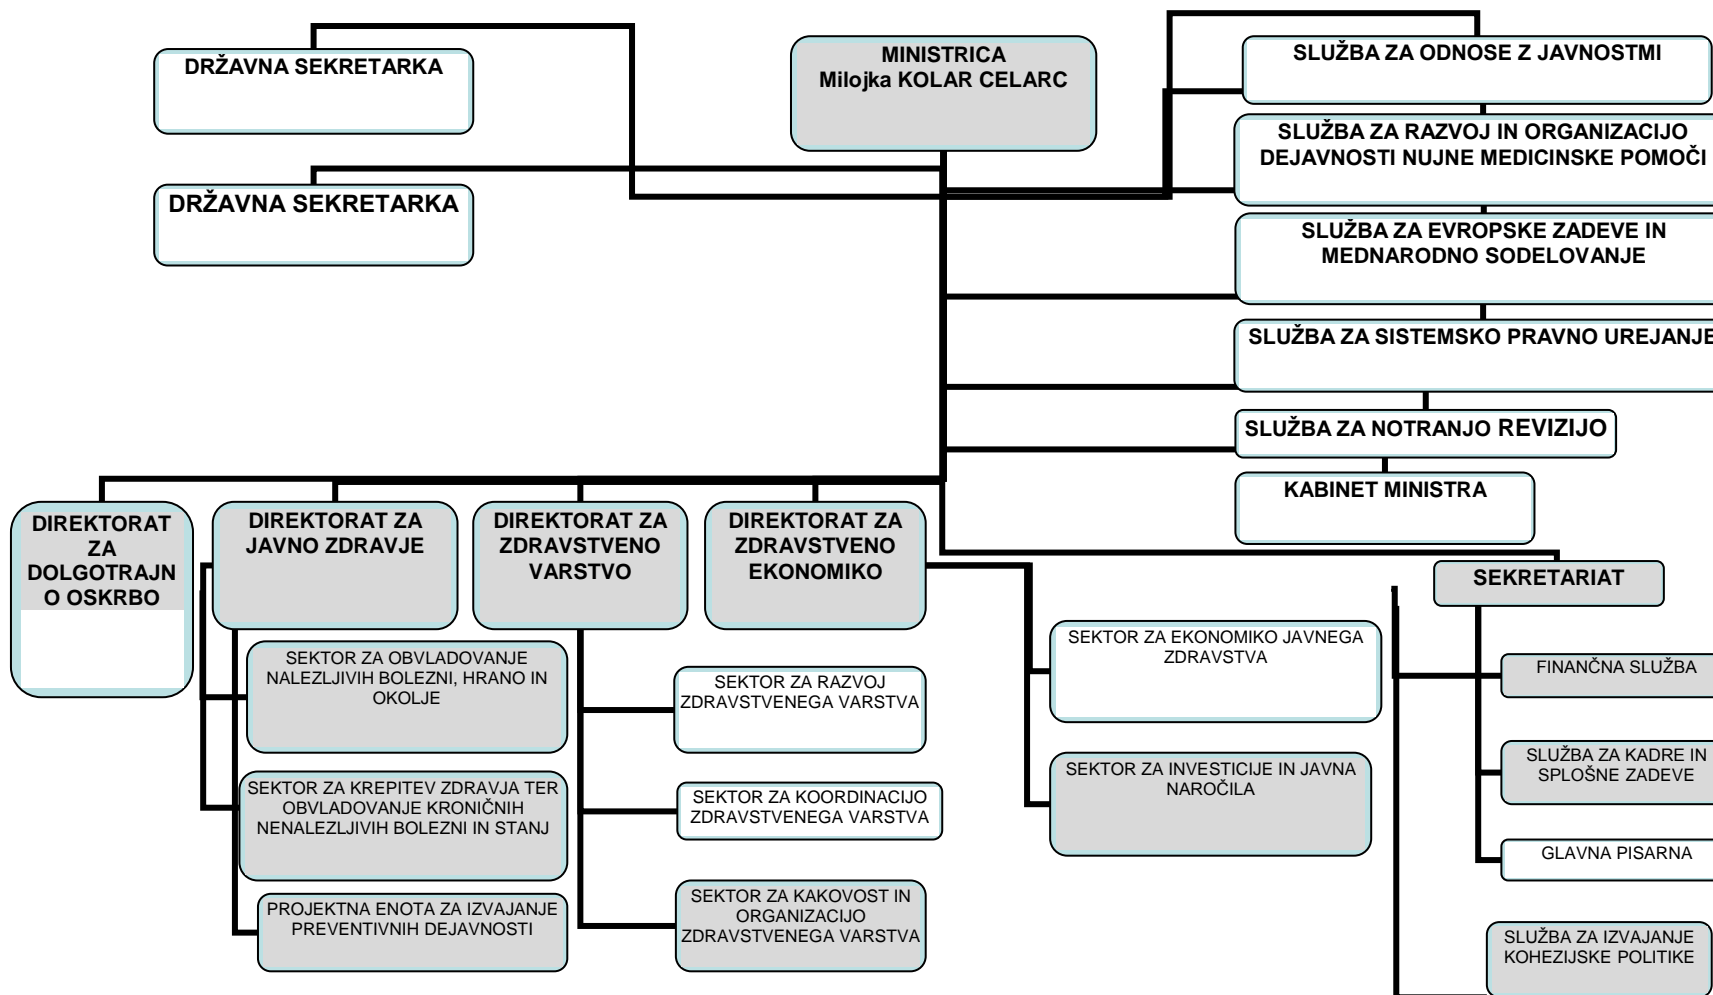 DRŽAVNA SEKRETARKA
MINISTRICA
Milojka KOLAR CELARC
SLUŽBA ZA ODNOSE Z JAVNOSTMI
SLUŽBA ZA RAZVOJ IN ORGANIZACIJO
DEJAVNOSTI NUJNE MEDICINSKE POMOČI
DRŽAVNA SEKRETARKA
SLUŽBA ZA EVROPSKE ZADEVE IN
MEDNARODNO SODELOVANJE
SLUŽBA ZA SISTEMSKO PRAVNO UREJANJE
SLUŽBA ZA NOTRANJO REVIZIJO
KABINET MINISTRA
DIREKTORAT
ZA
DOLGOTRAJN
O OSKRBO
DIREKTORAT ZA
JAVNO ZDRAVJE
DIREKTORAT ZA
ZDRAVSTVENO
VARSTVO
DIREKTORAT ZA
ZDRAVSTVENO
EKONOMIKO
SEKRETARIAT
SEKTOR ZA OBVLADOVANJE
NALEZLJIVIH BOLEZNI, HRANO IN
OKOLJE
SEKTOR ZA KREPITEV ZDRAVJA TER
OBVLADOVANJE KRONIČNIH
NENALEZLJIVIH BOLEZNI IN STANJ
PROJEKTNA ENOTA ZA IZVAJANJE
PREVENTIVNIH DEJAVNOSTI
SEKTOR ZA RAZVOJ
ZDRAVSTVENEGA VARSTVA
SEKTOR ZA KOORDINACIJO
ZDRAVSTVENEGA VARSTVA
SEKTOR ZA KAKOVOST IN
ORGANIZACIJO
ZDRAVSTVENEGA VARSTVA
SEKTOR ZA EKONOMIKO JAVNEGA
ZDRAVSTVA
SEKTOR ZA INVESTICIJE IN JAVNA
NAROČILA
FINANČNA SLUŽBA
SLUŽBA ZA KADRE IN
SPLOŠNE ZADEVE
GLAVNA PISARNA
SLUŽBA ZA IZVAJANJE
KOHEZIJSKE POLITIKE